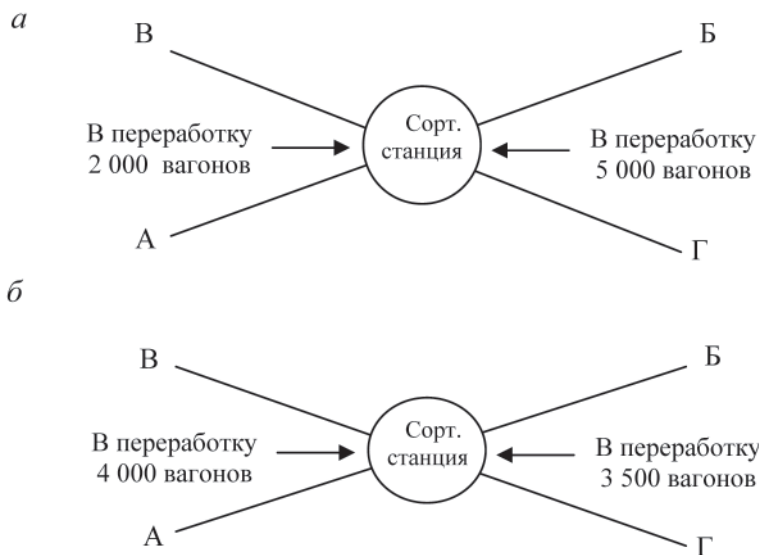 а
В
Б
В переработку
2 000 вагонов
Сорт.
станция
В переработку
5 000 вагонов
А
Г
б
В
Б
В переработку
4 000 вагонов
Сорт.
станция
В переработку
3 500 вагонов
А
Г